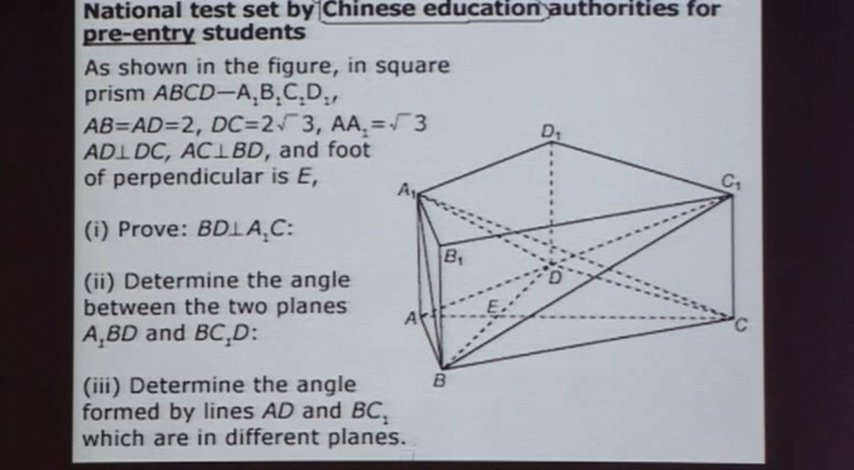 National test set by Chinese education authorities for
pre-entry students
As shown in the figure, in square
prism ABCD—A₁B₁C₁D₁,
AB=AD=2, DC=2√3, AA₁=√3
AD⊥DC, AC⊥BD, and foot
of perpendicular is E,
(i) Prove: BD⊥A₁C:
(ii) Determine the angle
between the two planes
A₁BD and BC₁D:
(iii) Determine the angle
formed by lines AD and BC₁
which are in different planes.
D₁
A₁
C₁
B₁
D
E
A
C
B